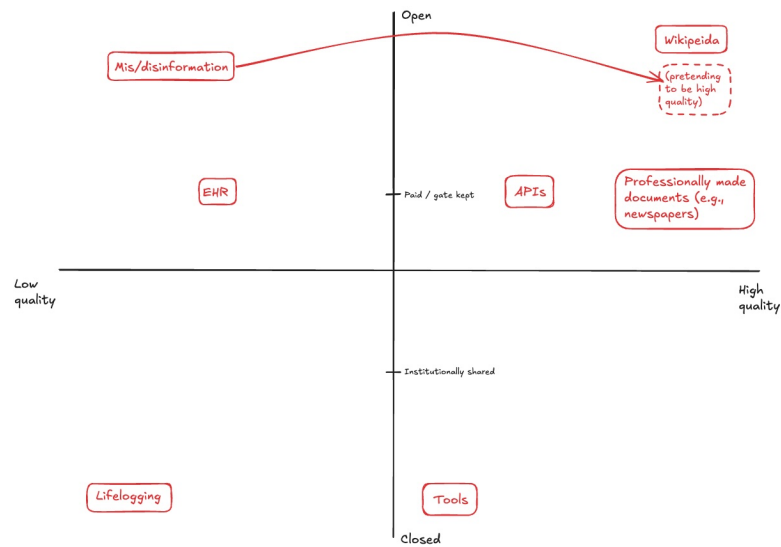 Open
Wikipeida
Mis/disinformation
(pretending
to be high
quality)
EHR
Paid / gate kept
APIs
Professionally made
documents (e.g.,
newspapers)
Low
quality
High
quality
Institutionally shared
Lifelogging
Tools
Closed